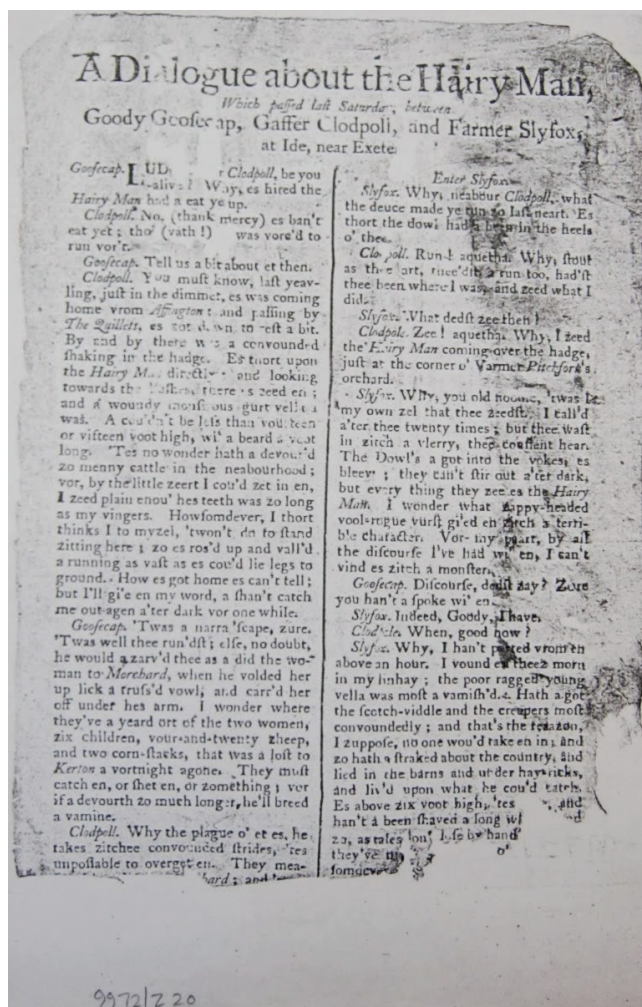 A Dialogue about the Hairy Man,
Which passed last Saturday, between
Goody Goosecap, Gaffer Clodpoll, and Farmer Slyfox,
at Ide, near Exete
Goosecap. LUD Clodpoll, be you
alive? Why, es hired the
Hairy Man had a eat ye up.
Clodpoll. No, (thank mercy) es ban't
eat yet; tho' (vath!) was vorc'd to
run vor't.
Goosecap. Tell us a bit about et then.
Clodpoll. You must know, last yeav-
ling, just in the dimmet, es was coming
home vrom Assington; and passing by
The Quillett, es zot down to rest a bit.
By and by there was a convounded
shaking in the hadge. Es thort upon
the Hairy M directly and looking
towards the there es zeed en;
and a woundy monstrous gurt vella a
was. A cou'dn't be less than vourteen
or vifteen voot high, wi' a beard a voot
long. 'Tes no wonder hath a devour'd
zo menny cattle in the neabourhood;
vor, by the little zeert I cou'd zet in en,
I zeed plain enou' hes teeth was zo long
as my vingers. Howsomdever, I thort
thinks I to myzel, 'twon't do to stand
zitting here; zo es ros'd up and vall'd
a running as vast as es cou'd lie legs to
ground. How es got home es can't tell;
but I'll gi'e en my word, a shan't catch
me out agen a'ter dark vor one while.
Goosecap. 'Twas a narra 'scape, zure.
'Twas well thee run'dst; else, no doubt,
he would a zarv'd thee as a did the wo-
man to Morchard, when he volded her
up lick a truss'd vowl, and carr'd her
off under hes arm. I wonder where
they've a yeard ort of the two women,
zix children, vour-and-twenty zheep,
and two corn-stacks, that was a lost to
Kerton a vortnight agone. They must
catch en, or shet en, or zomething; vor
if a devourth zo much longer, he'll breed
a vamine.
Clodpoll. Why the plague o' et es, he
takes zitchee convounded strides, 'tes
unpossable to overget en. They mea-
hard; and
Enter Slyfox.
Slyfox. Why, neabour Clodpoll, what
the deuce made ye run so last neart. Es
thort the dowl had a been in the heels
o' thee.
Clodpoll. Run! aquetha. Why, stout
as thee art, thee'dst a run too, had'st
thee been where I was, and zeed what I
did.
Slyfox. What dedst zee then?
Clodpole. Zee! aquetha. Why, I zeed
the Hairy Man coming over the hadge,
just at the corner o' Varmer Pitchford's
orchard.
Slyfox. Why, you old noodle, 'twas
my own zel that thee zeedst. I call'd
a'ter thee twenty times; but thee wast
in zitch a vlerry, thee coussent hear.
The Dowl's a got into the vokes, es
bleev; they can't stir out a'ter dark,
but every thing they zee es the Hairy
Man. I wonder what zappy-headed
vool-rogue vurst gi'ed en zitch a terri-
ble character. Vor my part, by all
the discourse I've had wi' en, I can't
vind es zitch a monster.
Goosecap. Discourse, dedst zay? Zure
you han't a spoke wi' en.
Slyfox. Indeed, Goody, I have.
Clodpole. When, good now?
Slyfox. Why, I han't parted vrom en
above an hour. I vound en theez morn
in my linhay; the poor ragged young
vella was most a vamish'd. Hath a got
the scotch-viddle and the creepers most
convoundedly; and that's the reazon,
I zuppose, no one wou'd take en in; and
zo hath a straked about the country, and
lied in the barns and under hay-ricks,
and liv'd upon what he cou'd catch.
Es above zix voot high, 'tes and
han't a been shaved a long
zo, as tales hands
they've o'
somdever
9972/Z 20